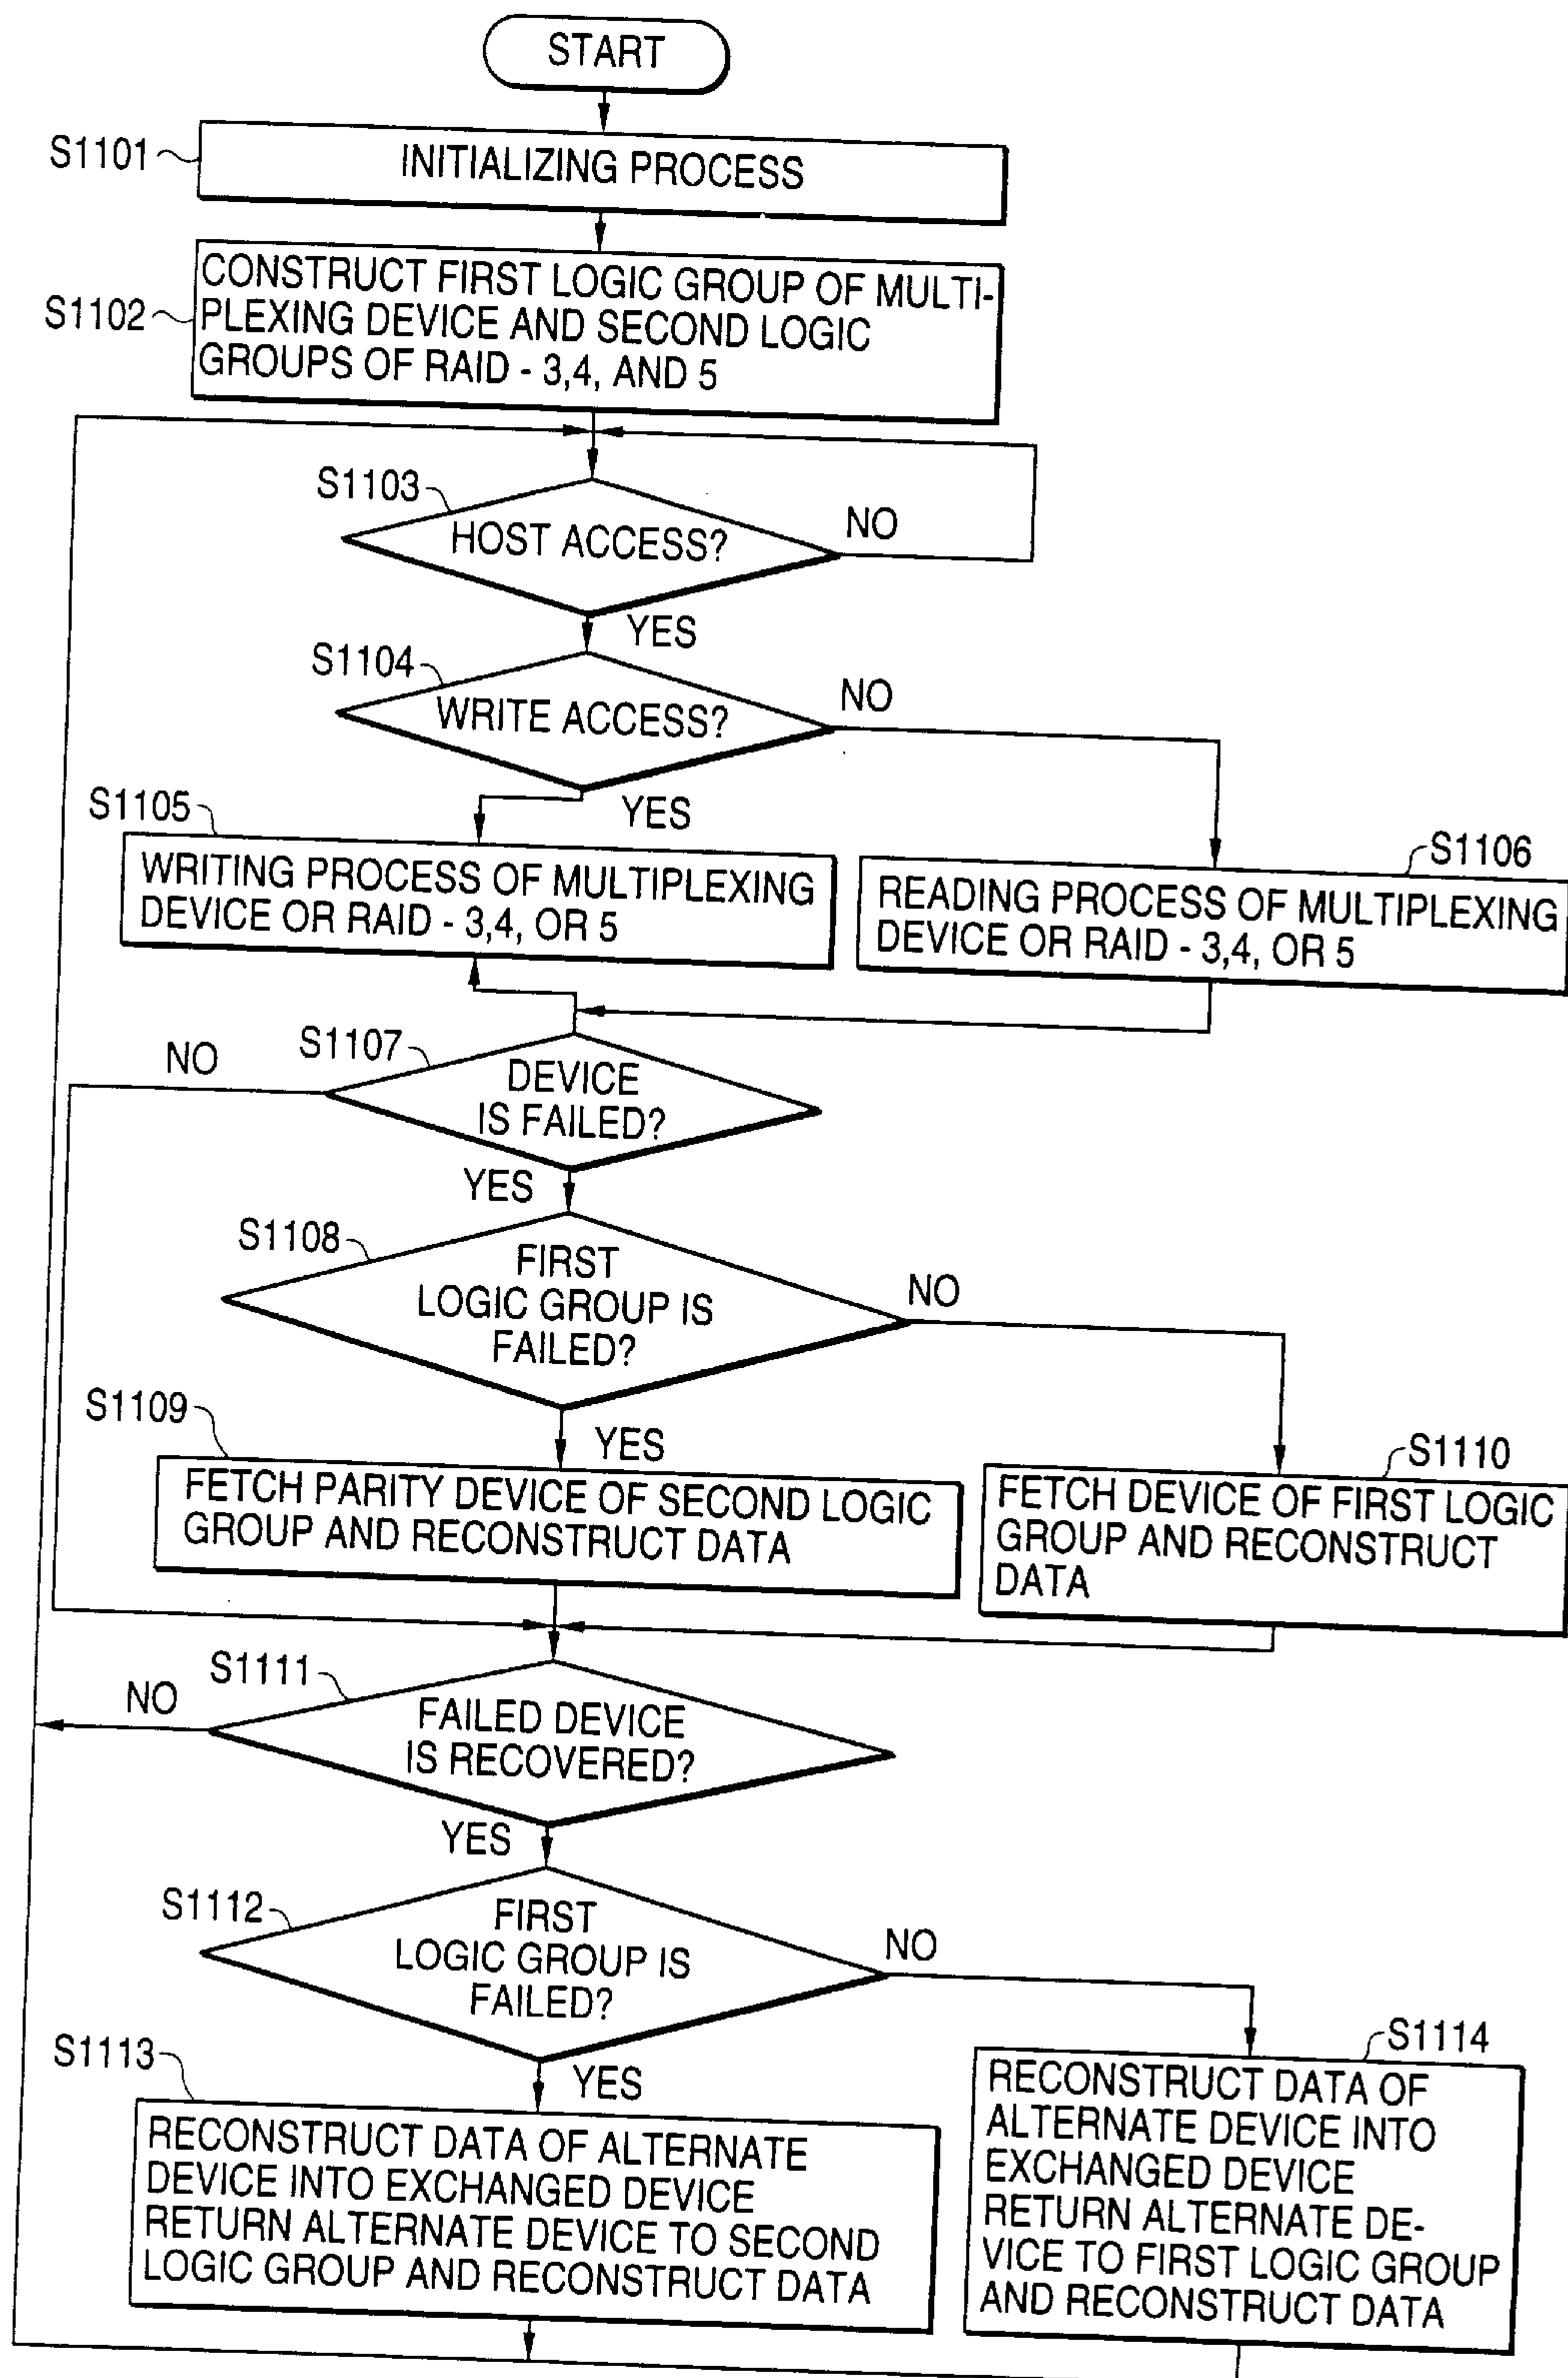 START
S1101
INITIALIZING PROCESS
S1102
CONSTRUCT FIRST LOGIC GROUP OF MULTI-
PLEXING DEVICE AND SECOND LOGIC
GROUPS OF RAID - 3,4, AND 5
S1103
HOST ACCESS?
NO
YES
S1104
WRITE ACCESS?
NO
YES
S1105
WRITING PROCESS OF MULTIPLEXING
DEVICE OR RAID - 3,4, OR 5
S1106
READING PROCESS OF MULTIPLEXING
DEVICE OR RAID - 3,4, OR 5
S1107
NO
DEVICE
IS FAILED?
YES
S1108
FIRST
LOGIC GROUP IS
FAILED?
NO
YES
S1109
FETCH PARITY DEVICE OF SECOND LOGIC
GROUP AND RECONSTRUCT DATA
S1110
FETCH DEVICE OF FIRST LOGIC
GROUP AND RECONSTRUCT
DATA
S1111
NO
FAILED DEVICE
IS RECOVERED?
YES
S1112
FIRST
LOGIC GROUP IS
FAILED?
NO
YES
S1113
RECONSTRUCT DATA OF ALTERNATE
DEVICE INTO EXCHANGED DEVICE
RETURN ALTERNATE DEVICE TO SECOND
LOGIC GROUP AND RECONSTRUCT DATA
S1114
RECONSTRUCT DATA OF
ALTERNATE DEVICE INTO
EXCHANGED DEVICE
RETURN ALTERNATE DE-
VICE TO FIRST LOGIC GROUP
AND RECONSTRUCT DATA